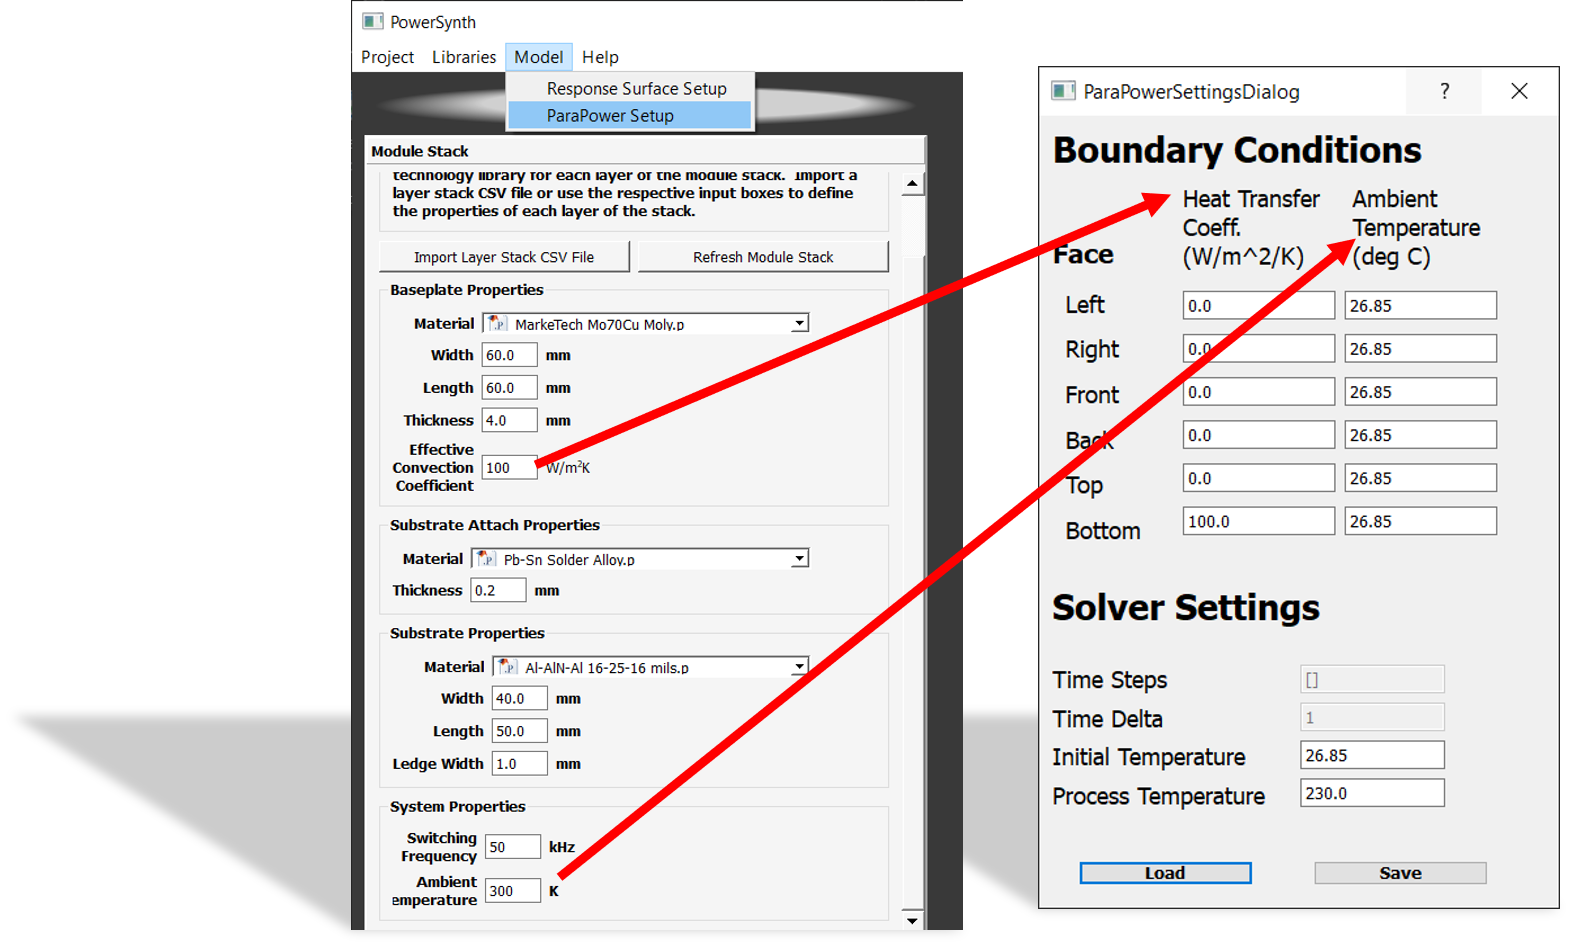 PowerSynth
Project Libraries Model Help
Response Surface Setup
ParaPower Setup
Module Stack
technology library for each layer of the module stack. Import a
layer stack CSV file or use the respective input boxes to define
the properties of each layer of the stack.
Import Layer Stack CSV File Refresh Module Stack
Baseplate Properties
Material MarkeTech Mo70Cu Moly.p
Width 60.0 mm
Length 60.0 mm
Thickness 4.0 mm
Effective
Convection
Coefficient
100 W/m²K
Substrate Attach Properties
Material Pb-Sn Solder Alloy.p
Thickness 0.2 mm
Substrate Properties
Material Al-AlN-Al 16-25-16 mils.p
Width 40.0 mm
Length 50.0 mm
Ledge Width 1.0 mm
System Properties
Switching
Frequency
50 kHz
Ambient
emperature
300 K
ParaPowerSettingsDialog ?
Boundary Conditions
Face
Heat Transfer
Coeff.
(W/m^2/K)
Ambient
Temperature
(deg C)
Left 0.0 26.85
Right 0.0 26.85
Front 0.0 26.85
Back 0.0 26.85
Top 0.0 26.85
Bottom 100.0 26.85
Solver Settings
Time Steps []
Time Delta 1
Initial Temperature 26.85
Process Temperature 230.0
Load Save